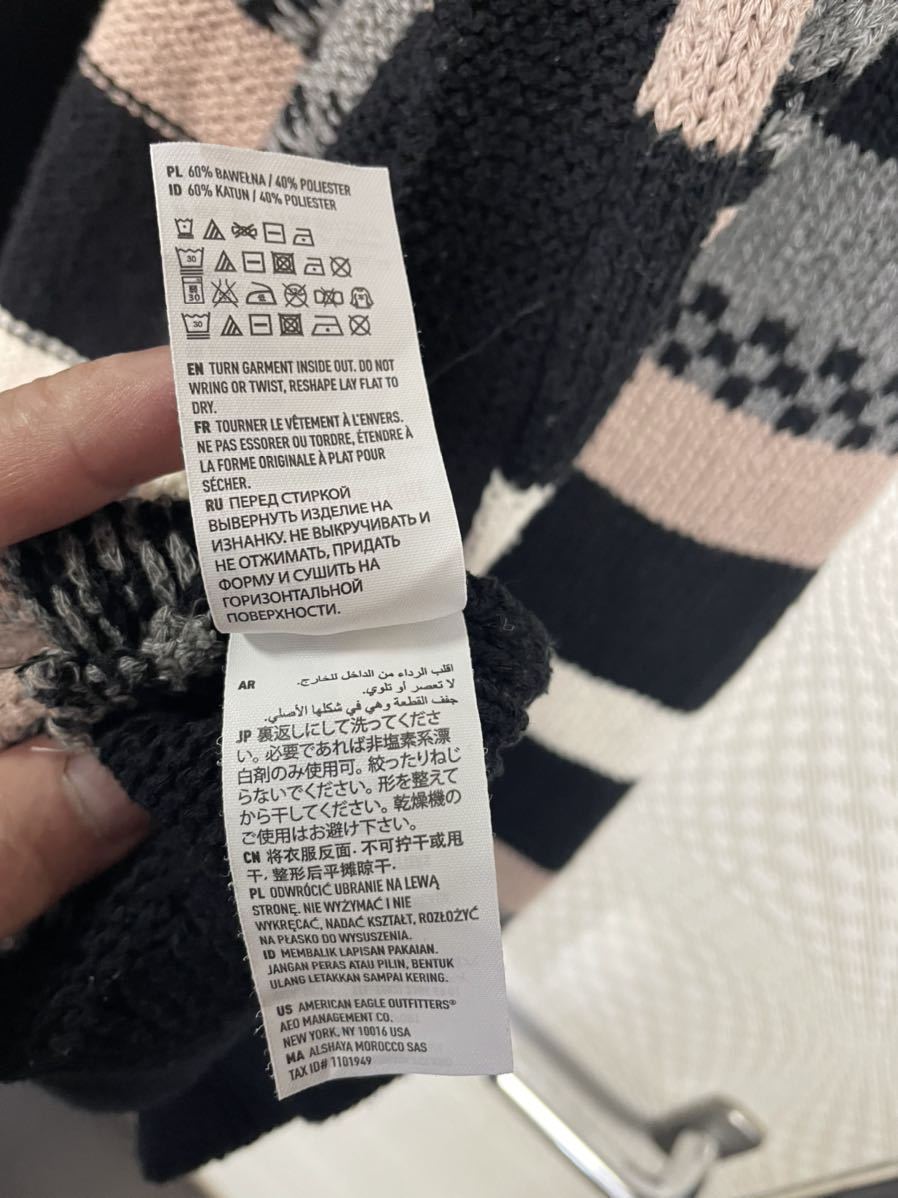 PL 60% BAWEŁNA / 40% POLIESTER
ID 60% KATUN / 40% POLIESTER
30
30
30
EN TURN GARMENT INSIDE OUT. DO NOT
WRING OR TWIST, RESHAPE LAY FLAT TO
DRY.
FR TOURNER LE VÊTEMENT À L'ENVERS.
NE PAS ESSORER OU TORDRE, ÉTENDRE À
LA FORME ORIGINALE À PLAT POUR
SÉCHER.
RU ПЕРЕД СТИРКОЙ
ВЫВЕРНУТЬ ИЗДЕЛИЕ НА
ИЗНАНКУ. НЕ ВЫКРУЧИВАТЬ И
НЕ ОТЖИМАТЬ, ПРИДАТЬ
ФОРМУ И СУШИТЬ НА
ГОРИЗОНТАЛЬНОЙ
ПОВЕРХНОСТИ.
AR اقلب الرداء من الداخل للخارج.
لا تعصر أو تلوي.
جفف القطعة وهي في شكلها الأصلي.
JP 裏返しにして洗ってくださ
い。必要であれば非塩素系漂
白剤のみ使用可。絞ったりねじ
らないでください。形を整えて
から干してください。乾燥機の
ご使用はお避け下さい。
CN 将衣服反面. 不可拧干或甩
干, 整形后平摊晾干.
PL ODWRÓCIĆ UBRANIE NA LEWĄ
STRONĘ. NIE WYŻYMAĆ I NIE
WYKRĘCAĆ, NADAĆ KSZTAŁT, ROZŁOŻYĆ
NA PŁASKO DO WYSUSZENIA.
ID MEMBALIK LAPISAN PAKAIAN.
JANGAN PERAS ATAU PILIN, BENTUK
ULANG LETAKKAN SAMPAI KERING.
US AMERICAN EAGLE OUTFITTERS®
AEO MANAGEMENT CO.
NEW YORK, NY 10016 USA
MA ALSHAYA MOROCCO SAS
TAX ID# 1101949